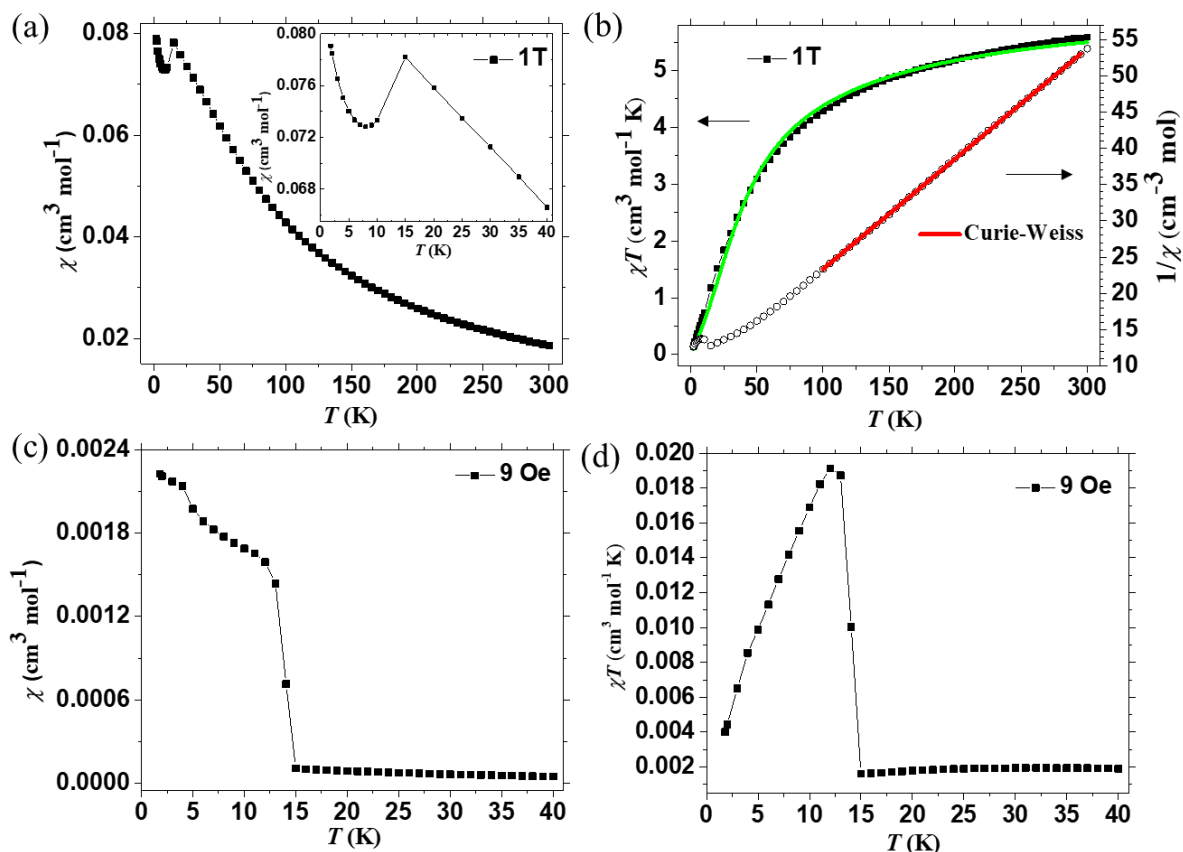 (a)
χ (cm³ mol⁻¹)
0.08
0.06
0.04
0.02
0 50 100 150 200 250 300
T (K)
1T
χ (cm³ mol⁻¹)
0.080
0.076
0.072
0.068
0 5 10 15 20 25 30 35 40
T (K)
(b)
χT (cm³ mol⁻¹ K)
5
4
3
2
1
0
1T
Curie-Weiss
55
50
45
40
35
30
25
20
15
10
1/χ (cm⁻³ mol)
0 50 100 150 200 250 300
T (K)
(c)
χ (cm³ mol⁻¹)
0.0024
0.0018
0.0012
0.0006
0.0000
9 Oe
0 5 10 15 20 25 30 35 40
T (K)
(d)
χT (cm³ mol⁻¹ K)
0.020
0.018
0.016
0.014
0.012
0.010
0.008
0.006
0.004
0.002
9 Oe
0 5 10 15 20 25 30 35 40
T (K)